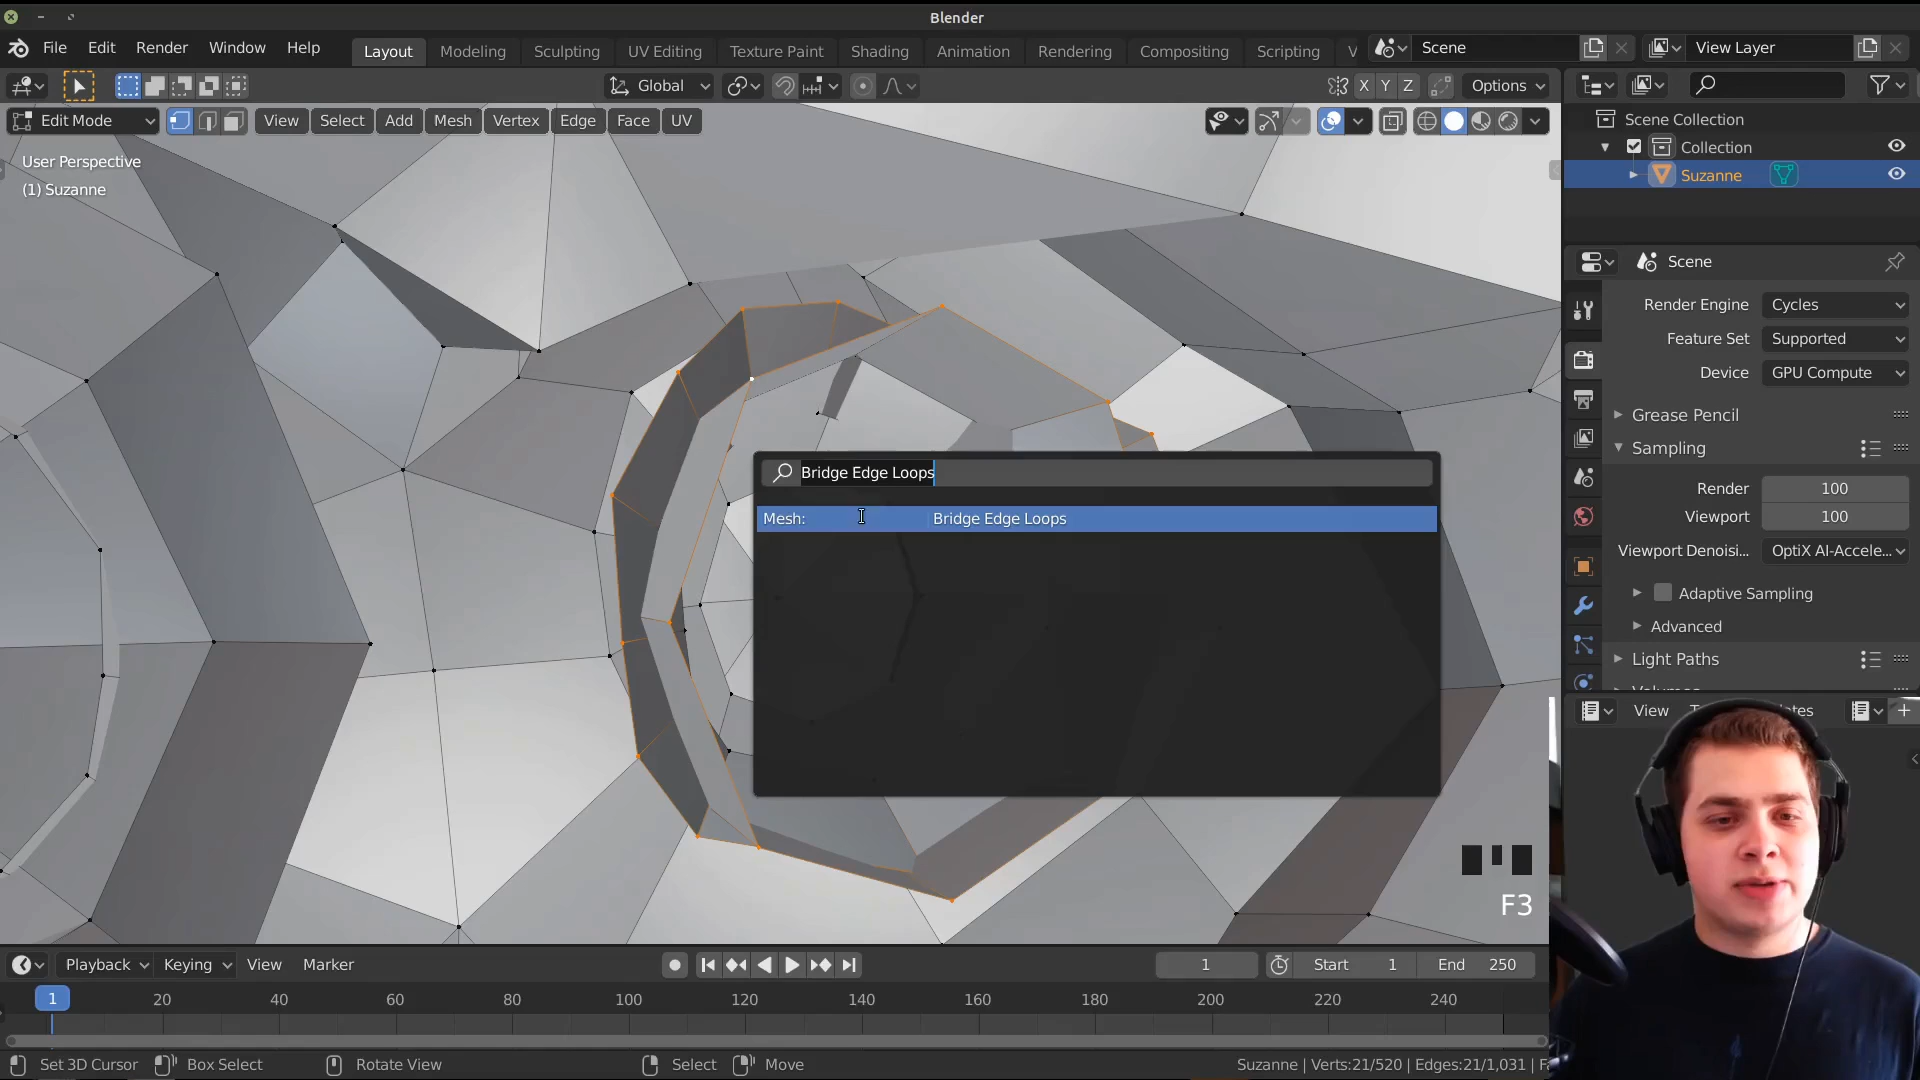 Blender
File Edit Render Window Help Layout Modeling Sculpting UV Editing Texture Paint Shading Animation Rendering Compositing Scripting Scene View Layer
Global X Y Z Options
Edit Mode View Select Add Mesh Vertex Edge Face UV
User Perspective
(1) Suzanne
Scene Collection
Collection
Suzanne
Scene
Render Engine Cycles
Feature Set Supported
Device GPU Compute
Grease Pencil
Sampling
Render 100
Viewport 100
Viewport Denoisi... OptiX AI-Accele...
Adaptive Sampling
Advanced
Light Paths
View
Bridge Edge Loops
Mesh: Bridge Edge Loops
F3
Playback Keying View Marker 1 Start 1 End 250
1 20 40 60 80 100 120 140 160 180 200 220 240
Set 3D Cursor Box Select Rotate View Select Move Suzanne | Verts:21/520 | Edges:21/1,031 |